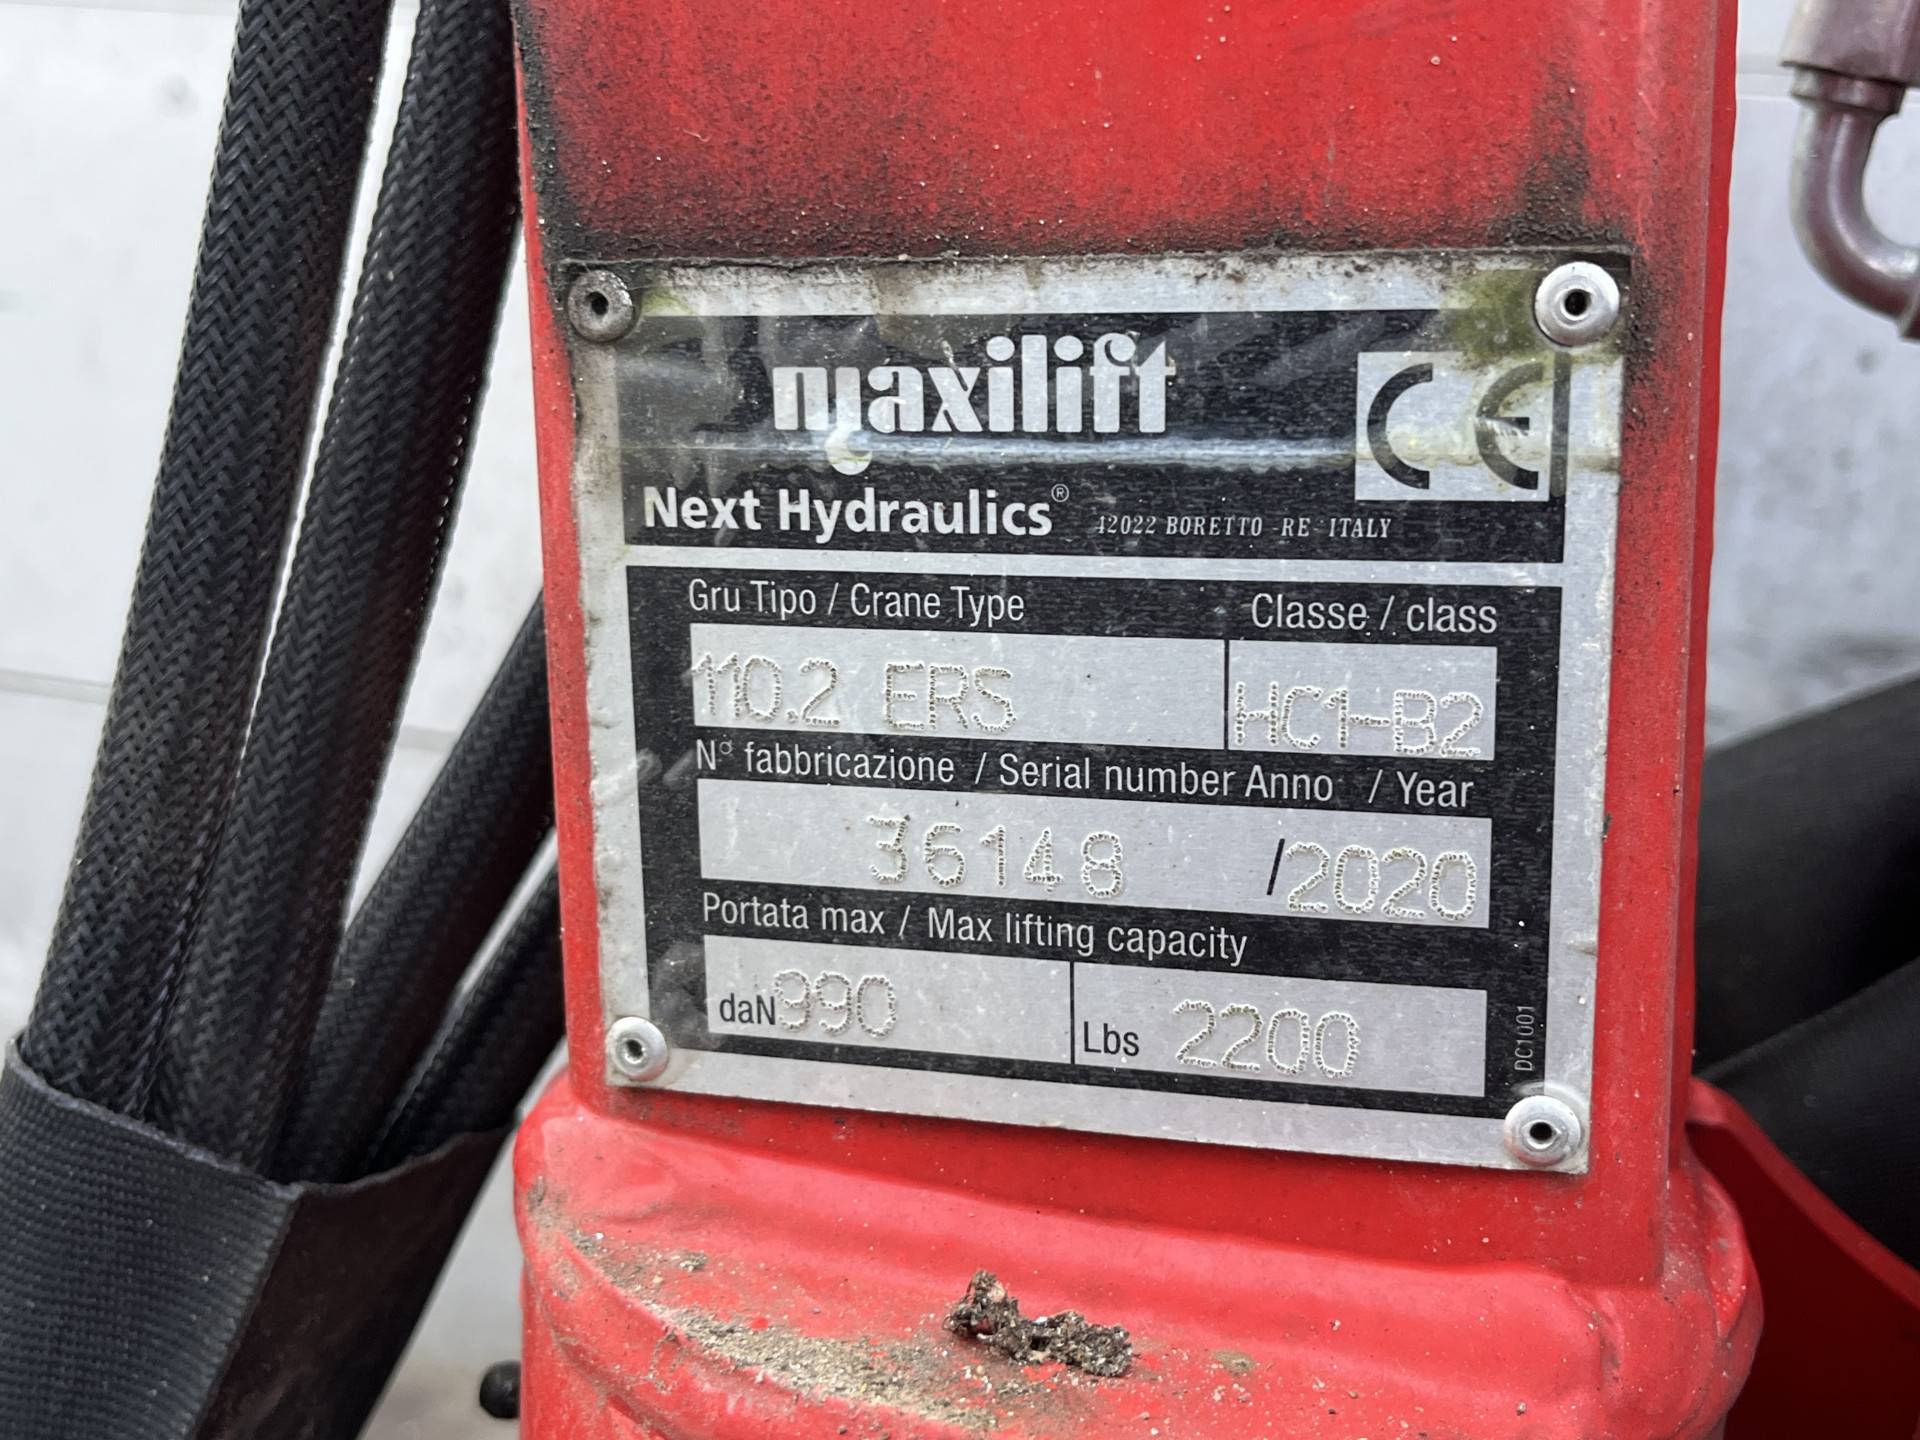 maxilift
CE
Next Hydraulics® 42022 BORETTO -RE- ITALY
Gru Tipo / Crane Type Classe / class
110.2 ERS HC1-B2
N° fabbricazione / Serial number Anno / Year
36148 /2020
Portata max / Max lifting capacity
daN 990 Lbs 2200
DC1001